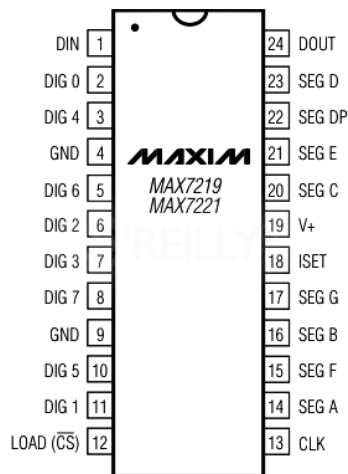 DIN 1 24 DOUT
DIG 0 2 23 SEG D
DIG 4 3 22 SEG DP
GND 4 MAXIM 21 SEG E
DIG 6 5 MAX7219 20 SEG C
DIG 2 6 MAX7221 19 V+
O'REILLY
DIG 3 7 18 ISET
DIG 7 8 17 SEG G
GND 9 16 SEG B
DIG 5 10 15 SEG F
DIG 1 11 14 SEG A
LOAD (C̅S̅) 12 13 CLK